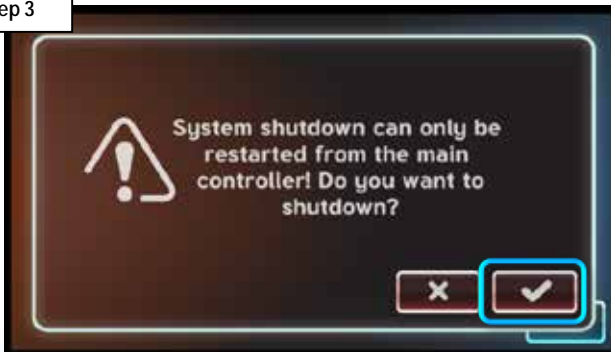 ep 3
System shutdown can only be
restarted from the main
controller! Do you want to
shutdown?